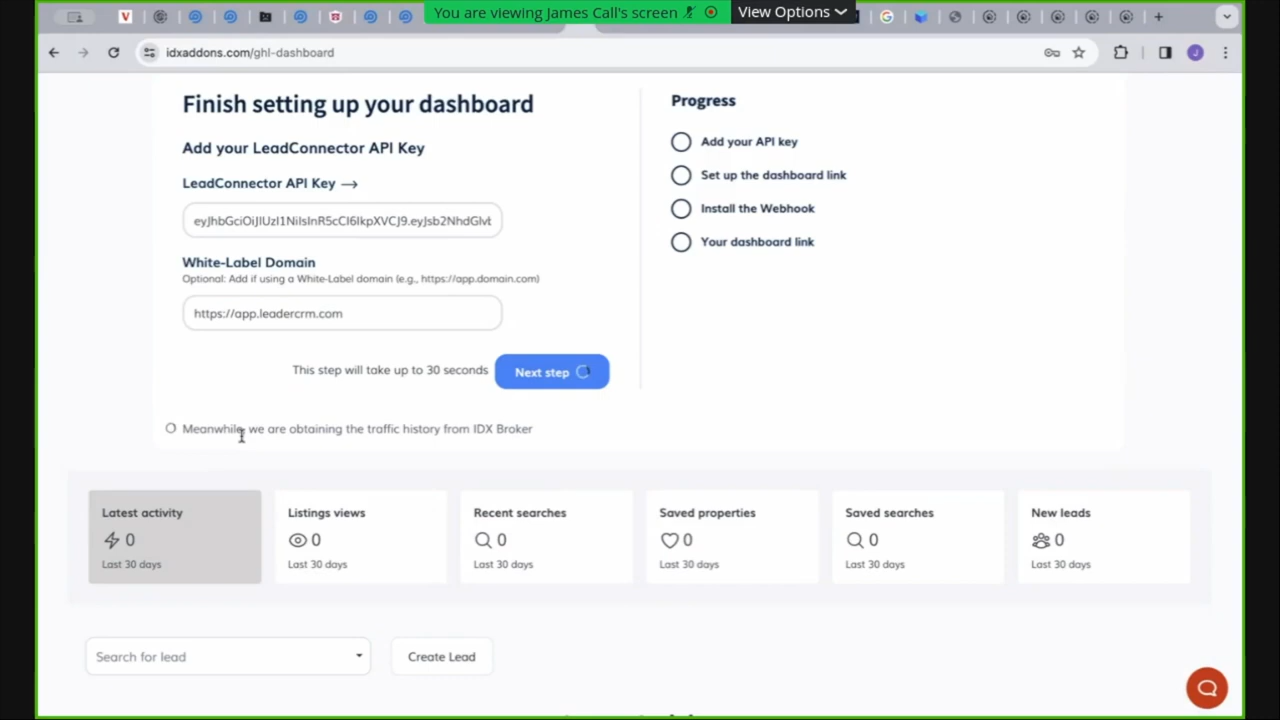 You are viewing James Call's screen
View Options
idxaddons.com/ghl-dashboard
J
Finish setting up your dashboard
Progress
Add your LeadConnector API Key
Add your API key
LeadConnector API Key →
Set up the dashboard link
Install the Webhook
White-Label Domain
Your dashboard link
Optional: Add if using a White-Label domain (e.g., https://app.domain.com)
https://app.leadercrm.com
This step will take up to 30 seconds
Next step
Meanwhile, we are obtaining the traffic history from IDX Broker
Latest activity
0
Last 30 days
Listings views
0
Last 30 days
Recent searches
0
Last 30 days
Saved properties
0
Last 30 days
Saved searches
0
Last 30 days
New leads
0
Last 30 days
Search for lead
Create Lead